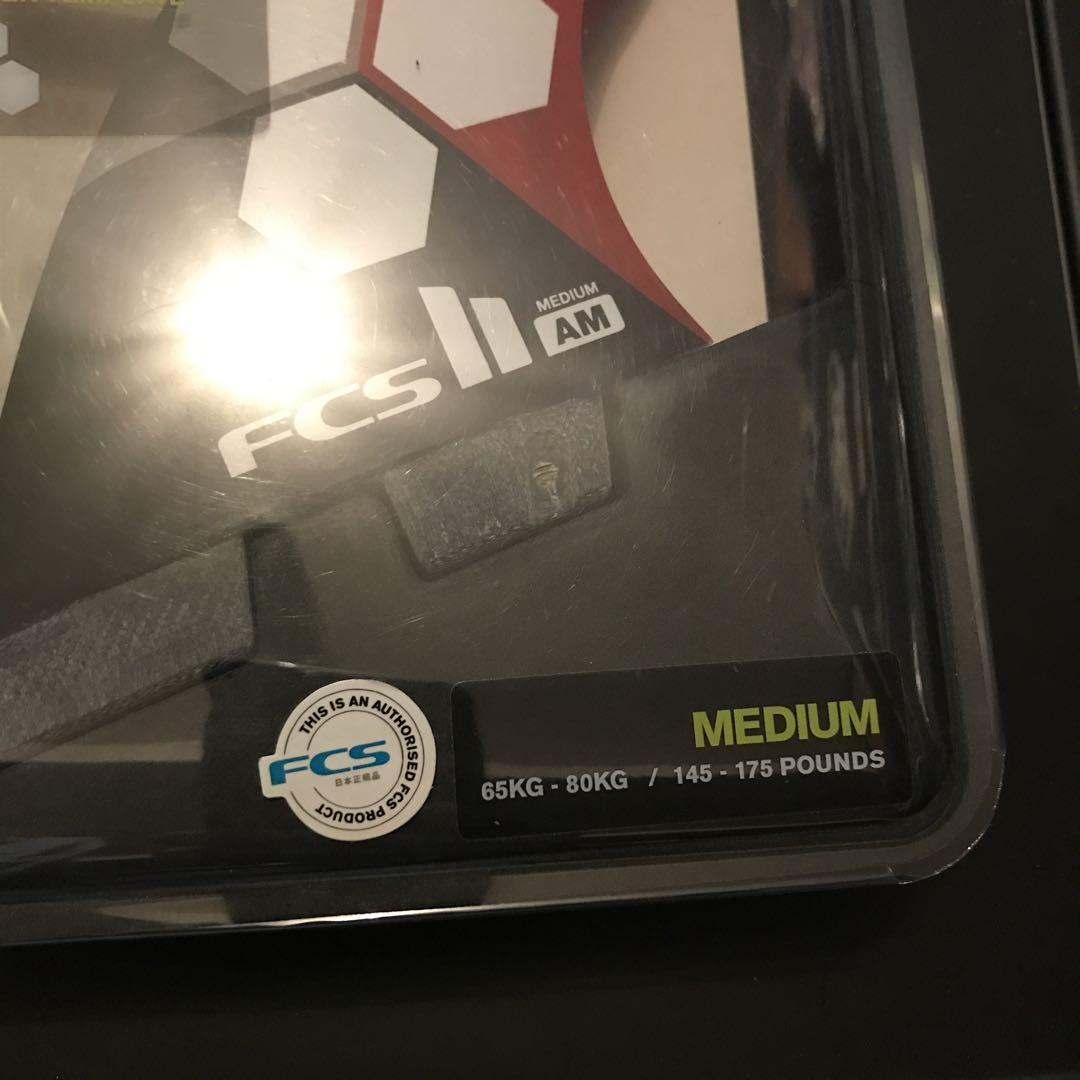 TEMPLATE
MEDIUM
AM
FCS II
THIS IS AN AUTHORISED FCS PRODUCT
FCS
日本正規品
MEDIUM
65KG - 80KG / 145 - 175 POUNDS